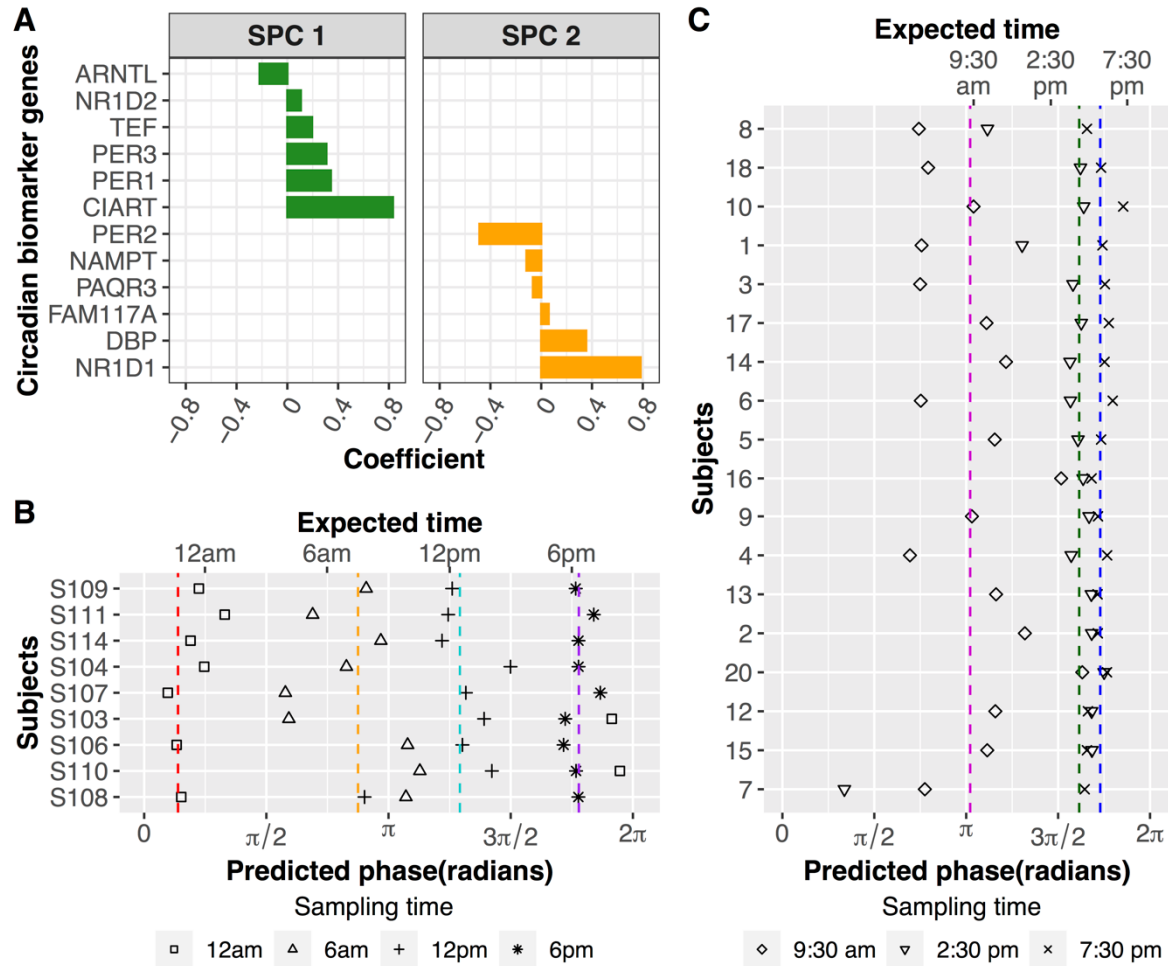 A
SPC 1
SPC 2
Circadian biomarker genes
ARNTL
NR1D2
TEF
PER3
PER1
CIART
PER2
NAMPT
PAQR3
FAM117A
DBP
NR1D1
−0.8
−0.4
0
0.4
0.8
−0.8
−0.4
0
0.4
0.8
Coefficient
B
Expected time
12am
6am
12pm
6pm
Subjects
S109
S111
S114
S104
S107
S103
S106
S110
S108
0
π/2
π
3π/2
2π
Predicted phase(radians)
Sampling time
12am
6am
12pm
6pm
C
Expected time
9:30 am
2:30 pm
7:30 pm
Subjects
8
18
10
1
3
17
14
6
5
16
9
4
13
2
20
12
15
7
0
π/2
π
3π/2
2π
Predicted phase(radians)
Sampling time
9:30 am
2:30 pm
7:30 pm